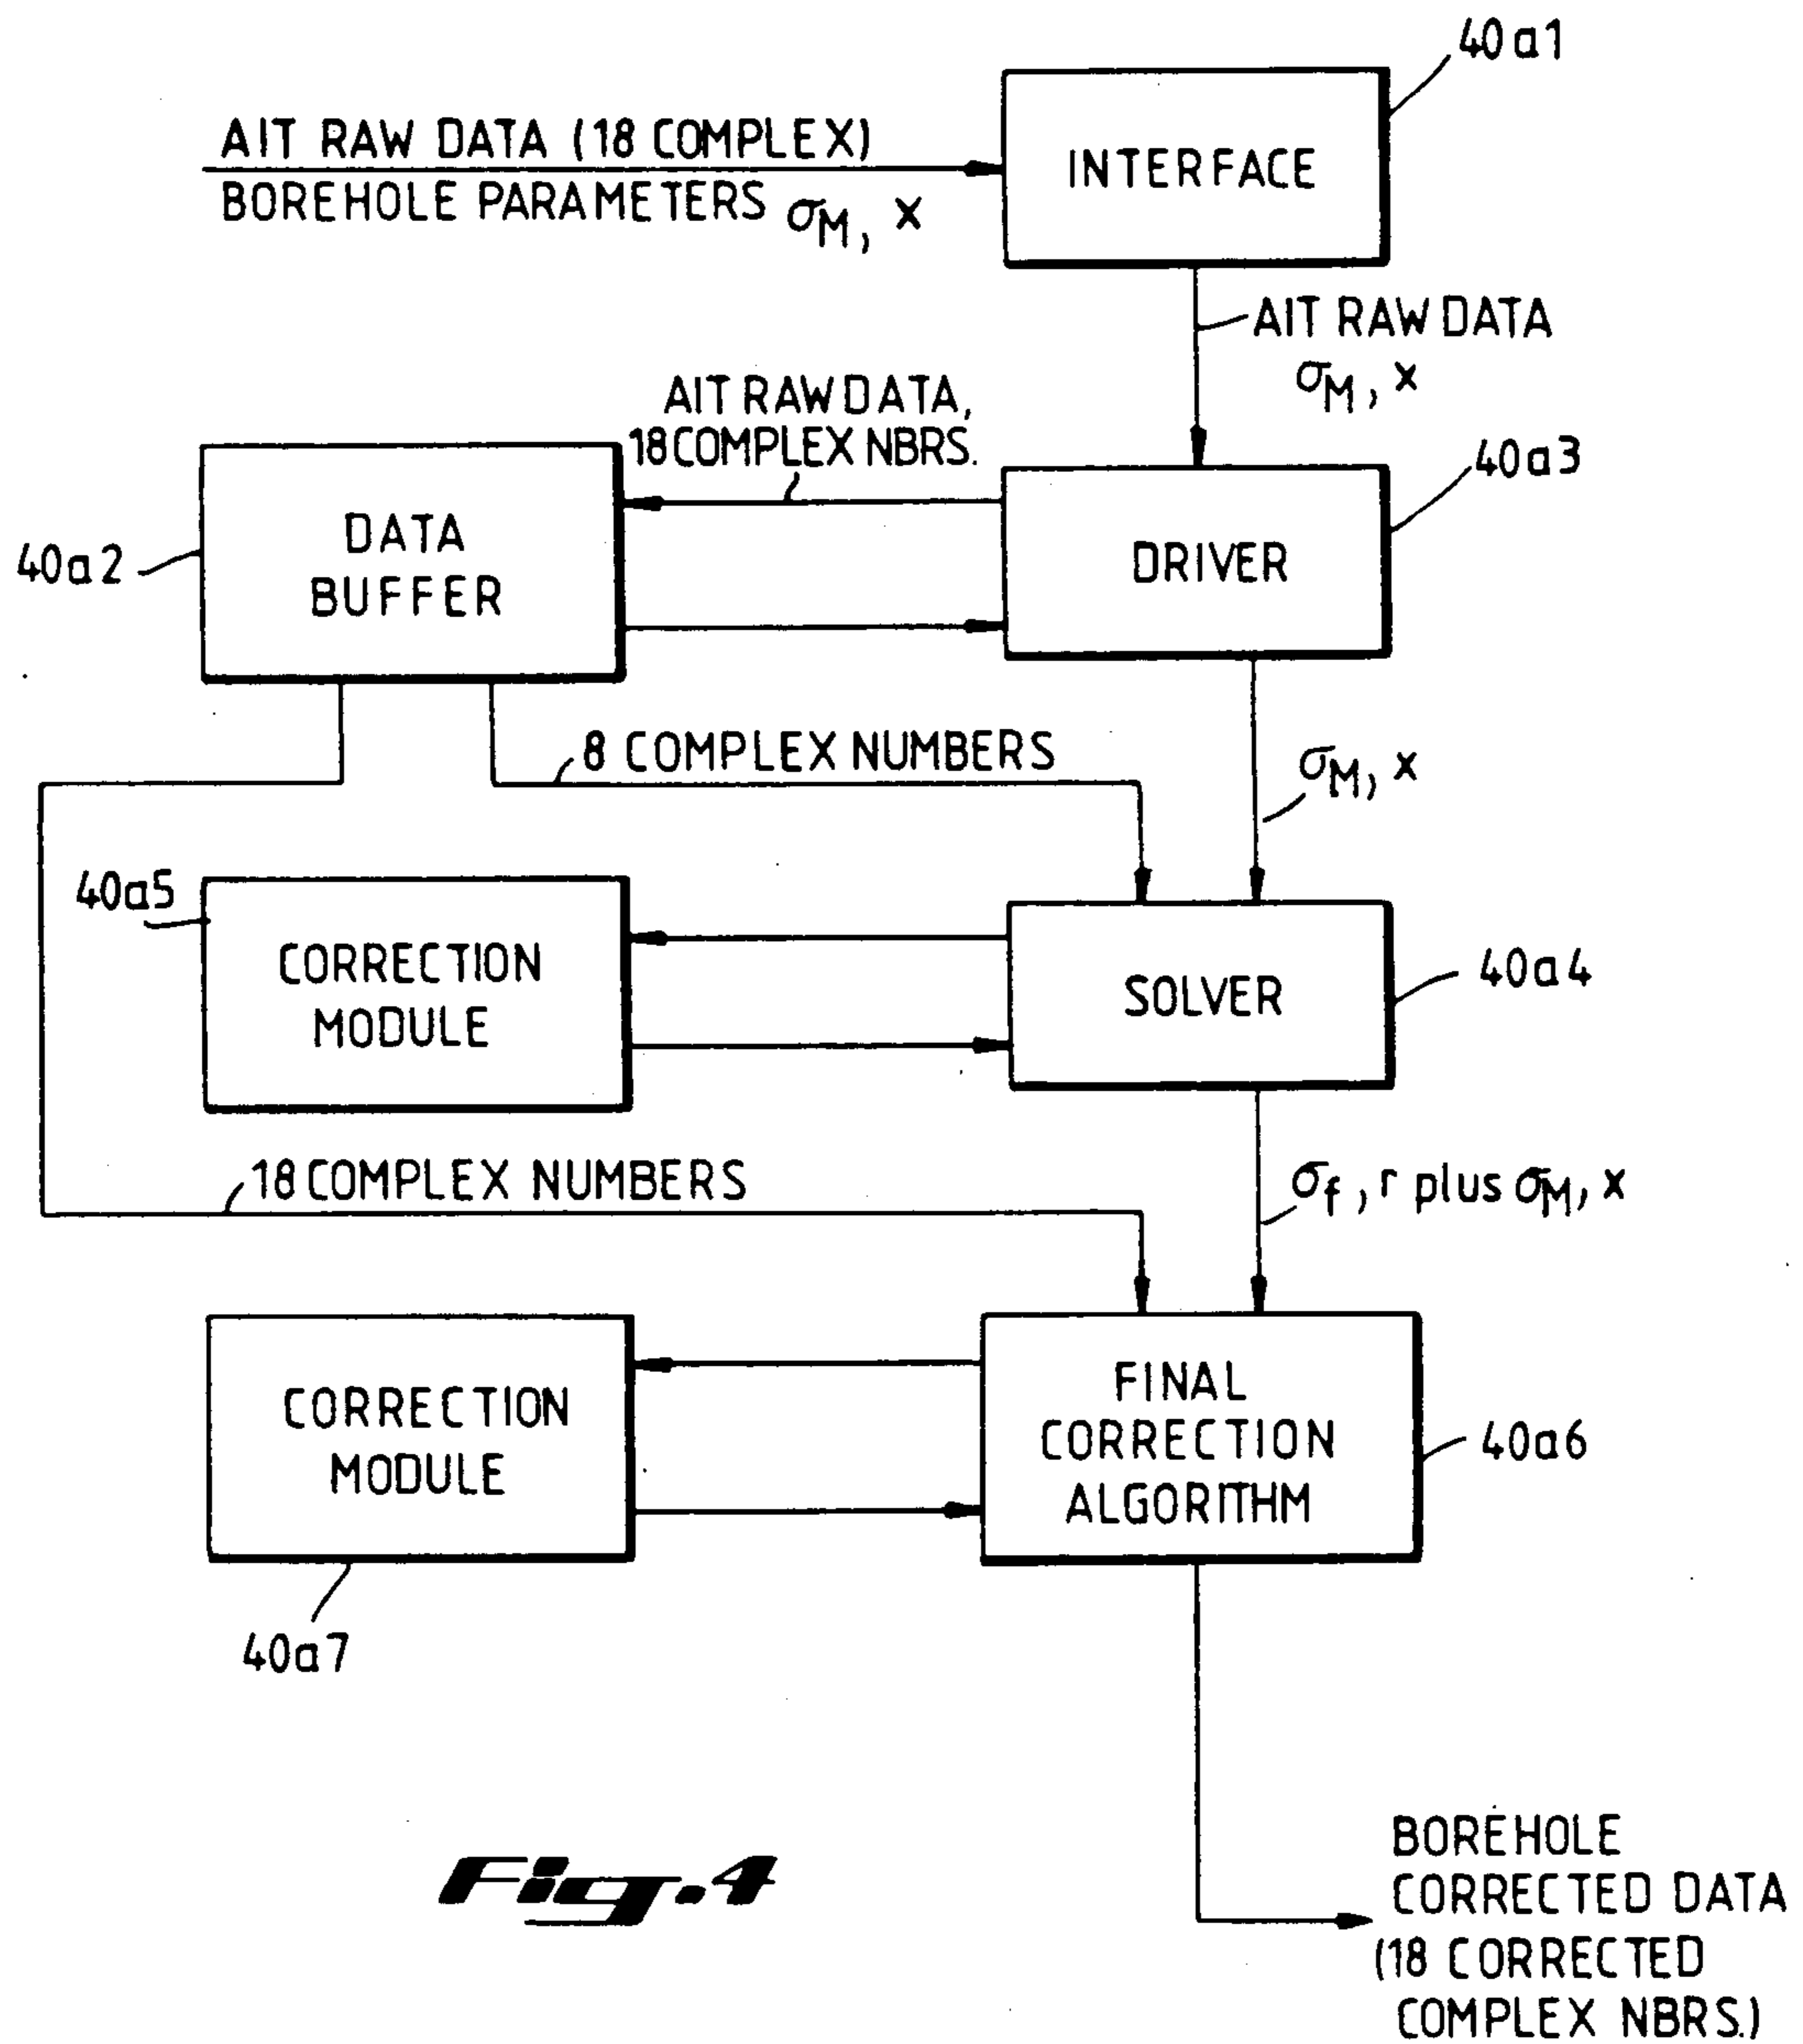 40a1
AIT RAW DATA (18 COMPLEX)
BOREHOLE PARAMETERS σM, x
INTERFACE
AIT RAW DATA
σM, x
AIT RAW DATA,
18 COMPLEX NBRS.
40a3
DATA
BUFFER
40a2
DRIVER
8 COMPLEX NUMBERS
σM, x
40a5
CORRECTION
MODULE
SOLVER
40a4
18 COMPLEX NUMBERS
σf, r plus σM, x
CORRECTION
MODULE
FINAL
CORRECTION
ALGORITHM
40a6
40a7
Fig.4
BOREHOLE
CORRECTED DATA
(18 CORRECTED
COMPLEX NBRS.)